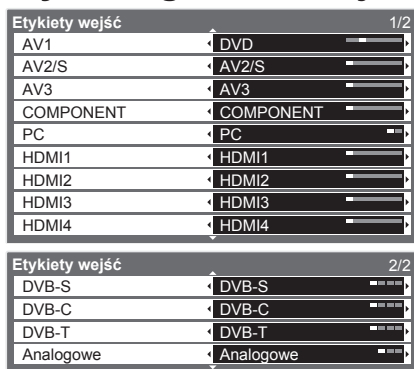 Etykiety wejść 1/2
AV1 DVD
AV2/S AV2/S
AV3 AV3
COMPONENT COMPONENT
PC PC
HDMI1 HDMI1
HDMI2 HDMI2
HDMI3 HDMI3
HDMI4 HDMI4
Etykiety wejść 2/2
DVB-S DVB-S
DVB-C DVB-C
DVB-T DVB-T
Analogowe Analogowe